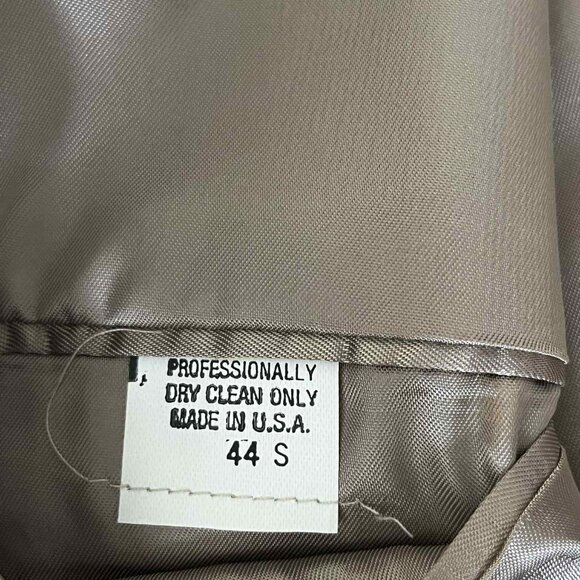 PROFESSIONALLY
DRY CLEAN ONLY
MADE IN U.S.A.
44 S